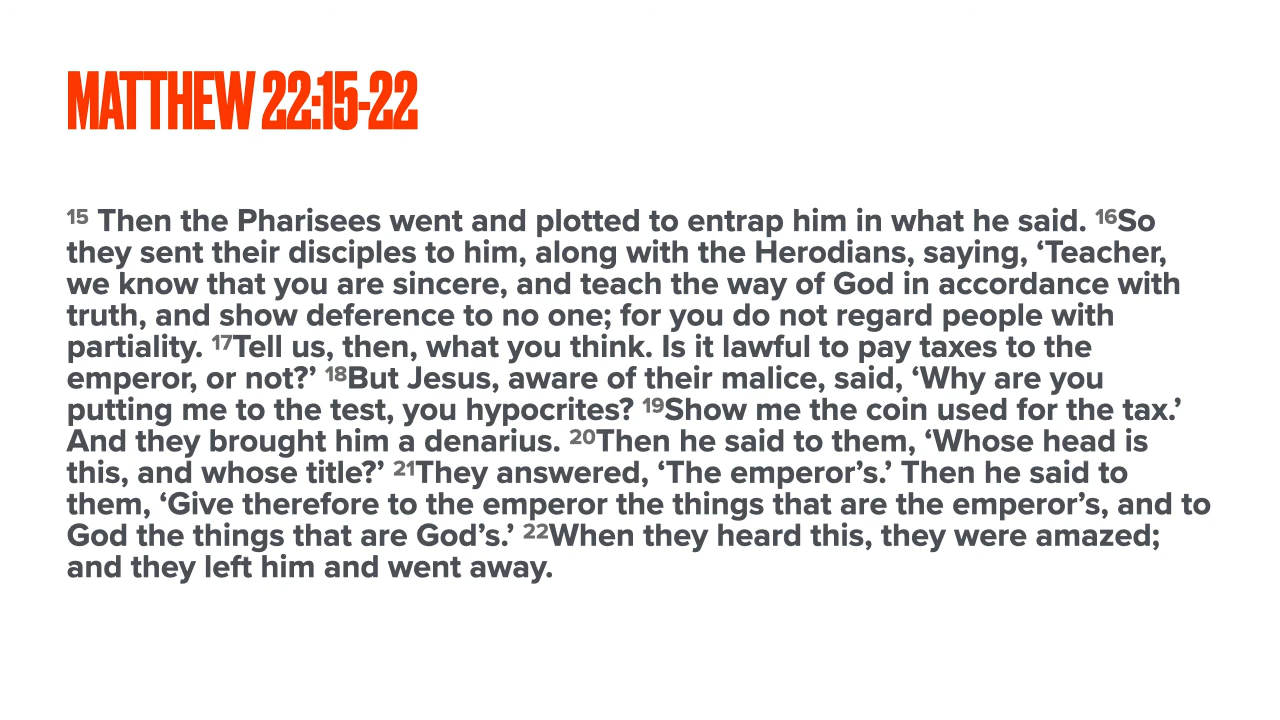 MATTHEW 22:15-22
15 Then the Pharisees went and plotted to entrap him in what he said. 16So
they sent their disciples to him, along with the Herodians, saying, ‘Teacher,
we know that you are sincere, and teach the way of God in accordance with
truth, and show deference to no one; for you do not regard people with
partiality. 17Tell us, then, what you think. Is it lawful to pay taxes to the
emperor, or not?’ 18But Jesus, aware of their malice, said, ‘Why are you
putting me to the test, you hypocrites? 19Show me the coin used for the tax.’
And they brought him a denarius. 20Then he said to them, ‘Whose head is
this, and whose title?’ 21They answered, ‘The emperor’s.’ Then he said to
them, ‘Give therefore to the emperor the things that are the emperor’s, and to
God the things that are God’s.’ 22When they heard this, they were amazed;
and they left him and went away.